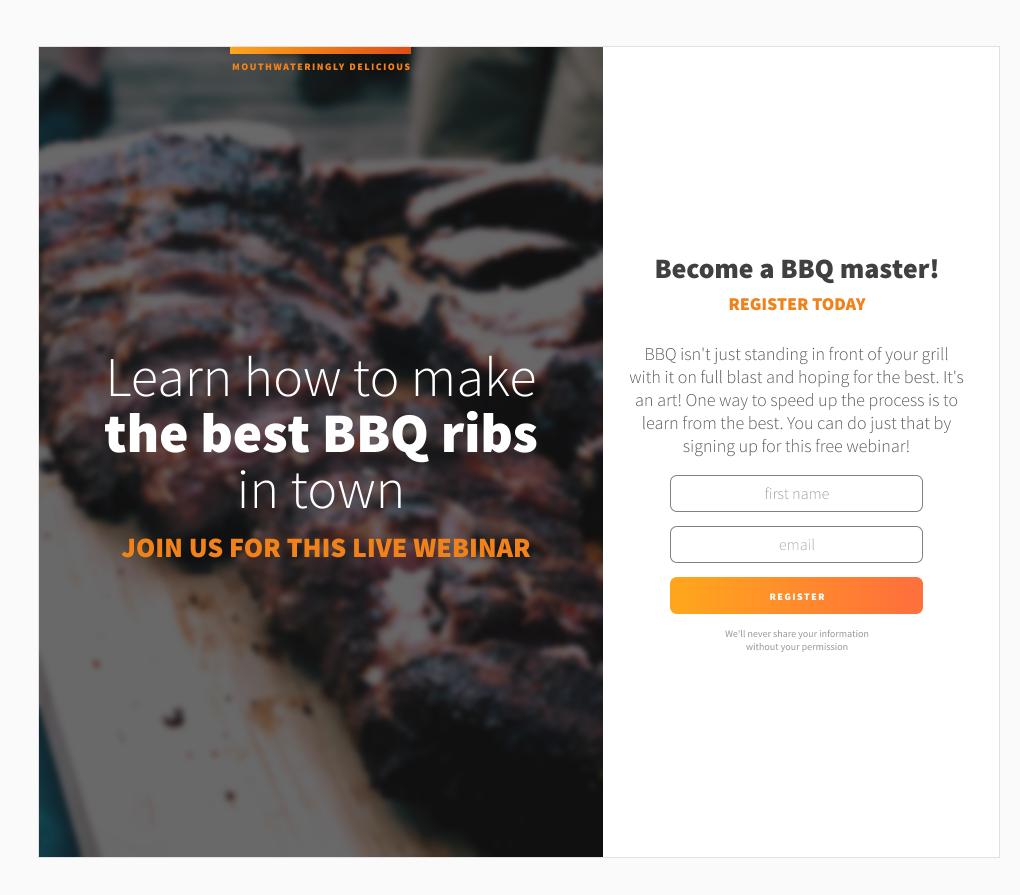 MOUTHWATERINGLY DELICIOUS
Learn how to make
the best BBQ ribs
in town
JOIN US FOR THIS LIVE WEBINAR
Become a BBQ master!
REGISTER TODAY
BBQ isn't just standing in front of your grill
with it on full blast and hoping for the best. It's
an art! One way to speed up the process is to
learn from the best. You can do just that by
signing up for this free webinar!
first name
email
REGISTER
We'll never share your information
without your permission